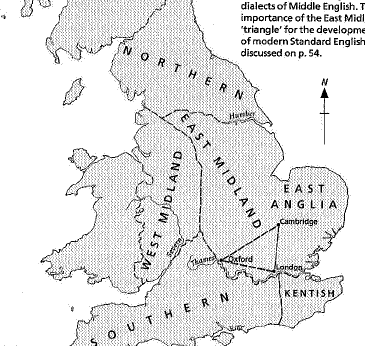 dialects of Middle English. T
importance of the East Midl
'triangle' for the developme
of modern Standard English
discussed on p. 54.
N
NORTHERN
Humber
EAST MIDLAND
WEST MIDLAND
EAST
ANGLIA
Cambridge
Severn
Thames
Oxford
London
KENTISH
SOUTHERN